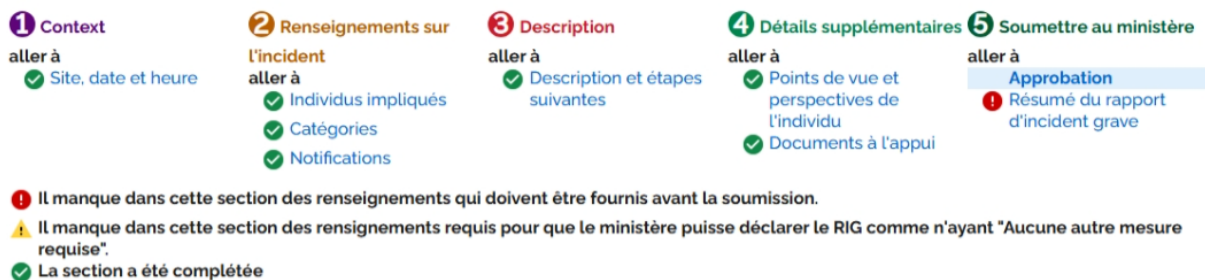 1 Context
aller à
Site, date et heure
2 Renseignements sur
l'incident
aller à
Individus impliqués
Catégories
Notifications
3 Description
aller à
Description et étapes
suivantes
4 Détails supplémentaires
aller à
Points de vue et
perspectives de
l'individu
Documents à l'appui
5 Soumettre au ministère
aller à
Approbation
Résumé du rapport
d'incident grave
Il manque dans cette section des renseignements qui doivent être fournis avant la soumission.
Il manque dans cette section des rensignements requis pour que le ministère puisse déclarer le RIG comme n'ayant "Aucune autre mesure
requise".
La section a été complétée